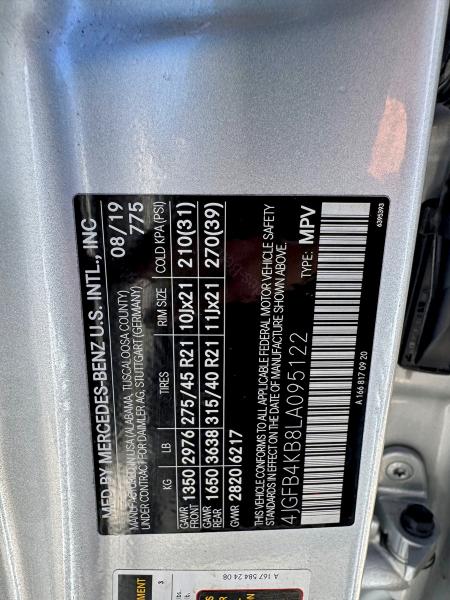 MFD BY MERCEDES-BENZ U.S. INTL., INC
MANUFACTURED IN USA (ALABAMA, TUSCALOOSA COUNTY) 08/19
UNDER CONTRACT FOR DAIMLER AG, STUTTGART (GERMANY) 775
KG LB TIRES RIM SIZE COLD KPA (PSI)
GAWR FRONT 1350 2976 275/45 R21 10Jx21 210(31)
GAWR REAR 1650 3638 315/40 R21 11Jx21 270(39)
GVWR 2820 6217
THIS VEHICLE CONFORMS TO ALL APPLICABLE FEDERAL MOTOR VEHICLE SAFETY
STANDARDS IN EFFECT ON THE DATE OF MANUFACTURE SHOWN ABOVE.
4JGFB4KB8LA095122 TYPE: MPV
A 166 817 09 20 6395393
A 167 584 24 08